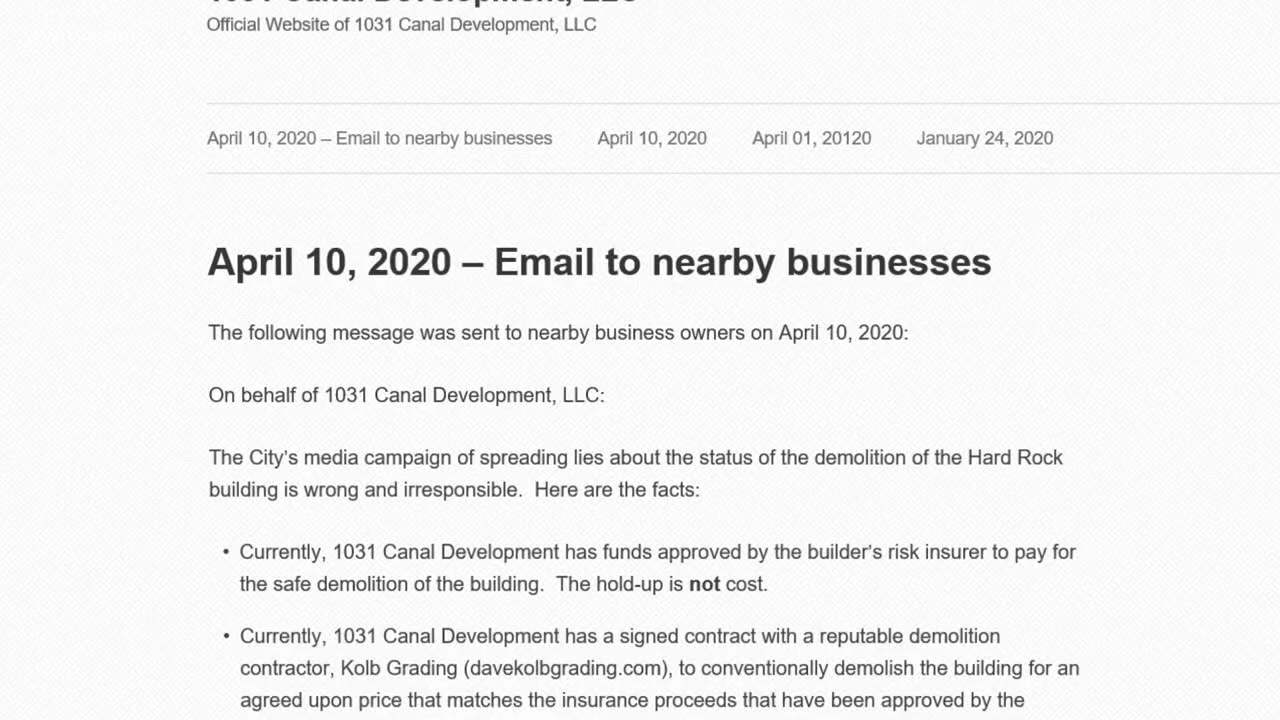 1031 Canal Development, LLC
Official Website of 1031 Canal Development, LLC
April 10, 2020 – Email to nearby businesses April 10, 2020 April 01, 20120 January 24, 2020
April 10, 2020 – Email to nearby businesses
The following message was sent to nearby business owners on April 10, 2020:
On behalf of 1031 Canal Development, LLC:
The City’s media campaign of spreading lies about the status of the demolition of the Hard Rock
building is wrong and irresponsible.  Here are the facts:
• Currently, 1031 Canal Development has funds approved by the builder’s risk insurer to pay for
the safe demolition of the building.  The hold-up is not cost.
• Currently, 1031 Canal Development has a signed contract with a reputable demolition
contractor, Kolb Grading (davekolbgrading.com), to conventionally demolish the building for an
agreed upon price that matches the insurance proceeds that have been approved by the